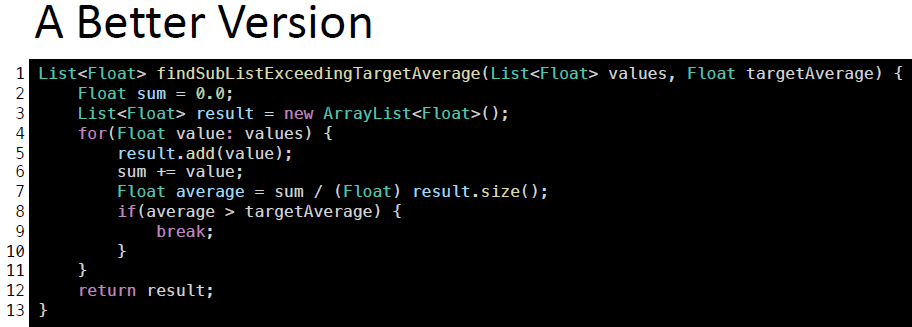 A Better Version
1 List<Float> findSubListExceedingTargetAverage(List<Float> values, Float targetAverage) {
2     Float sum = 0.0;
3     List<Float> result = new ArrayList<Float>();
4     for(Float value: values) {
5         result.add(value);
6         sum += value;
7         Float average = sum / (Float) result.size();
8         if(average > targetAverage) {
9             break;
10         }
11     }
12     return result;
13 }